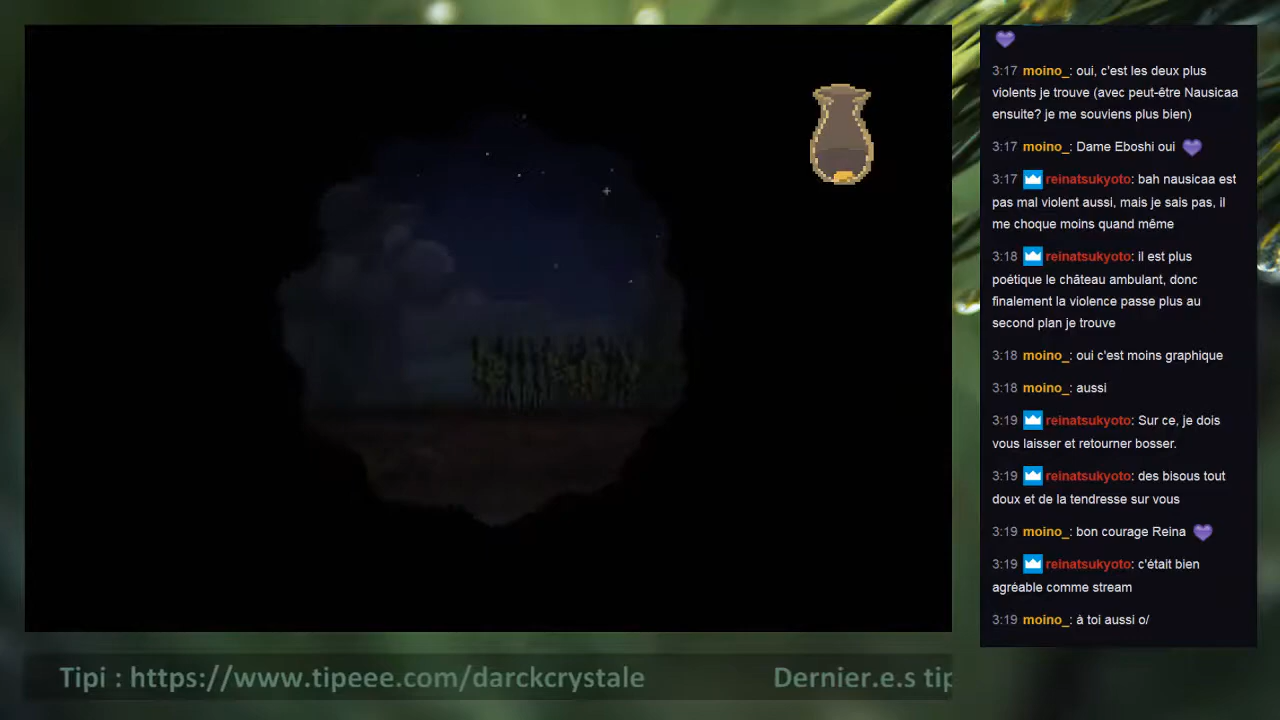 3:17 moino_: oui, c'est les deux plus
violents je trouve (avec peut-être Nausicaa
ensuite? je me souviens plus bien)
3:17 moino_: Dame Eboshi oui
3:17 reinatsukyoto: bah nausicaa est
pas mal violent aussi, mais je sais pas, il
me choque moins quand même
3:18 reinatsukyoto: il est plus
poétique le château ambulant, donc
finalement la violence passe plus au
second plan je trouve
3:18 moino_: oui c'est moins graphique
3:18 moino_: aussi
3:19 reinatsukyoto: Sur ce, je dois
vous laisser et retourner bosser.
3:19 reinatsukyoto: des bisous tout
doux et de la tendresse sur vous
3:19 moino_: bon courage Reina
3:19 reinatsukyoto: c'était bien
agréable comme stream
3:19 moino_: à toi aussi o/
Tipi : https://www.tipeee.com/darckcrystale
Dernier.e.s tip